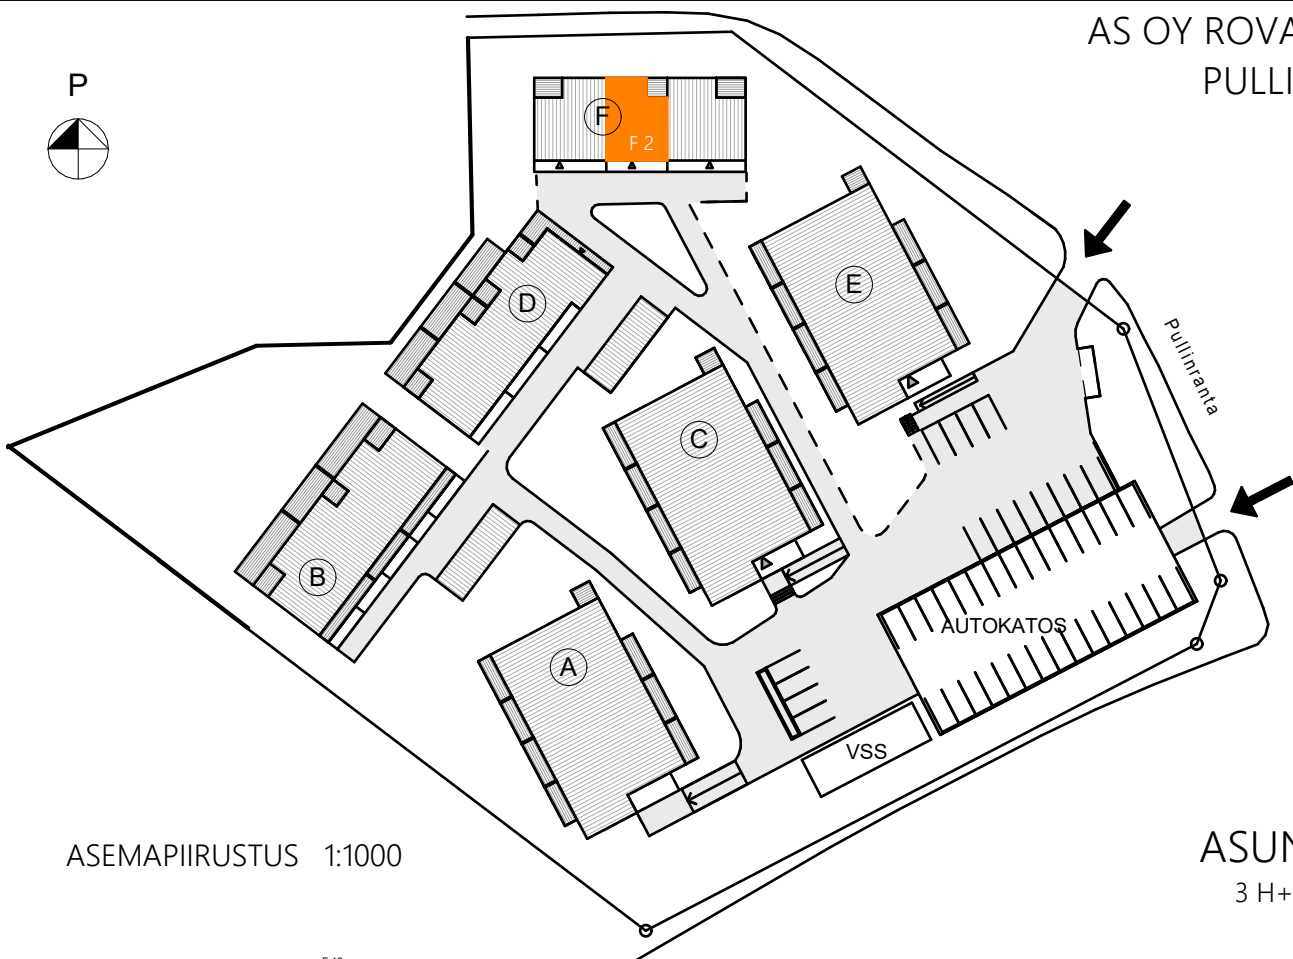 AS OY ROVA
PULLI
P
F
F 2
E
D
Pullinranta
C
B
AUTOKATOS
A
VSS
ASEMAPIIRUSTUS 1:1000
ASUN
3 H+